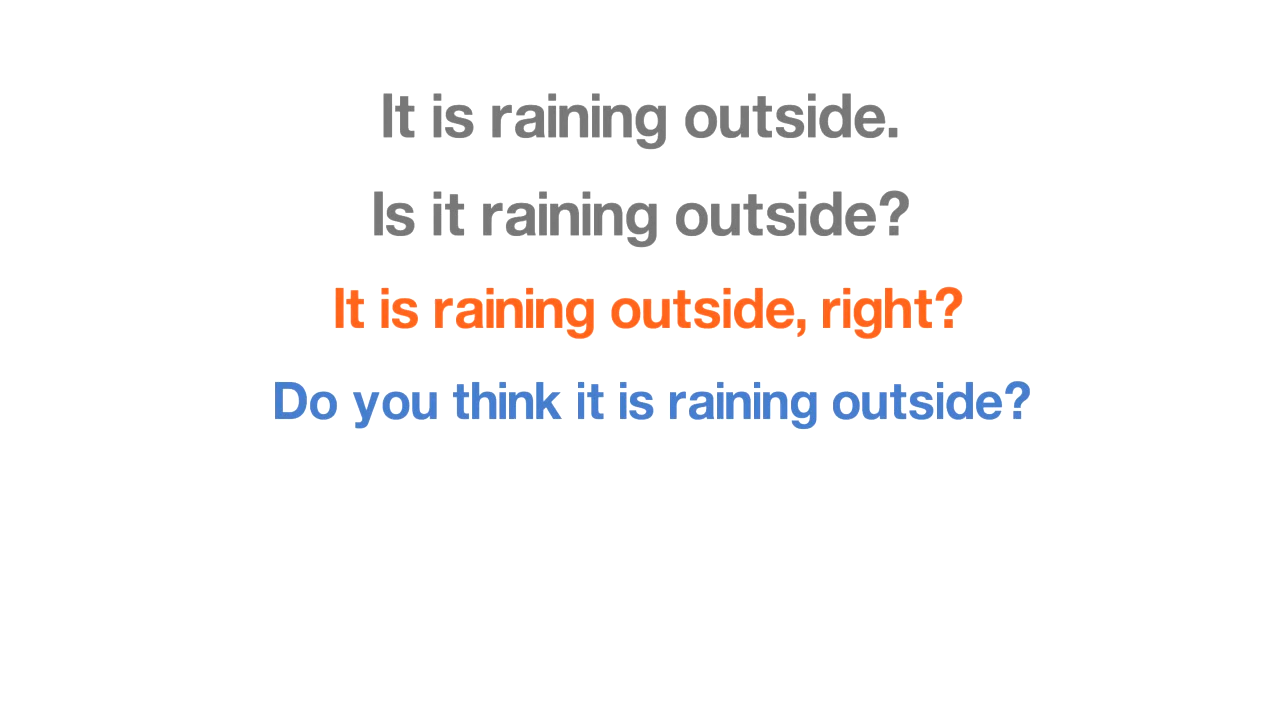 It is raining outside.
Is it raining outside?
It is raining outside, right?
Do you think it is raining outside?